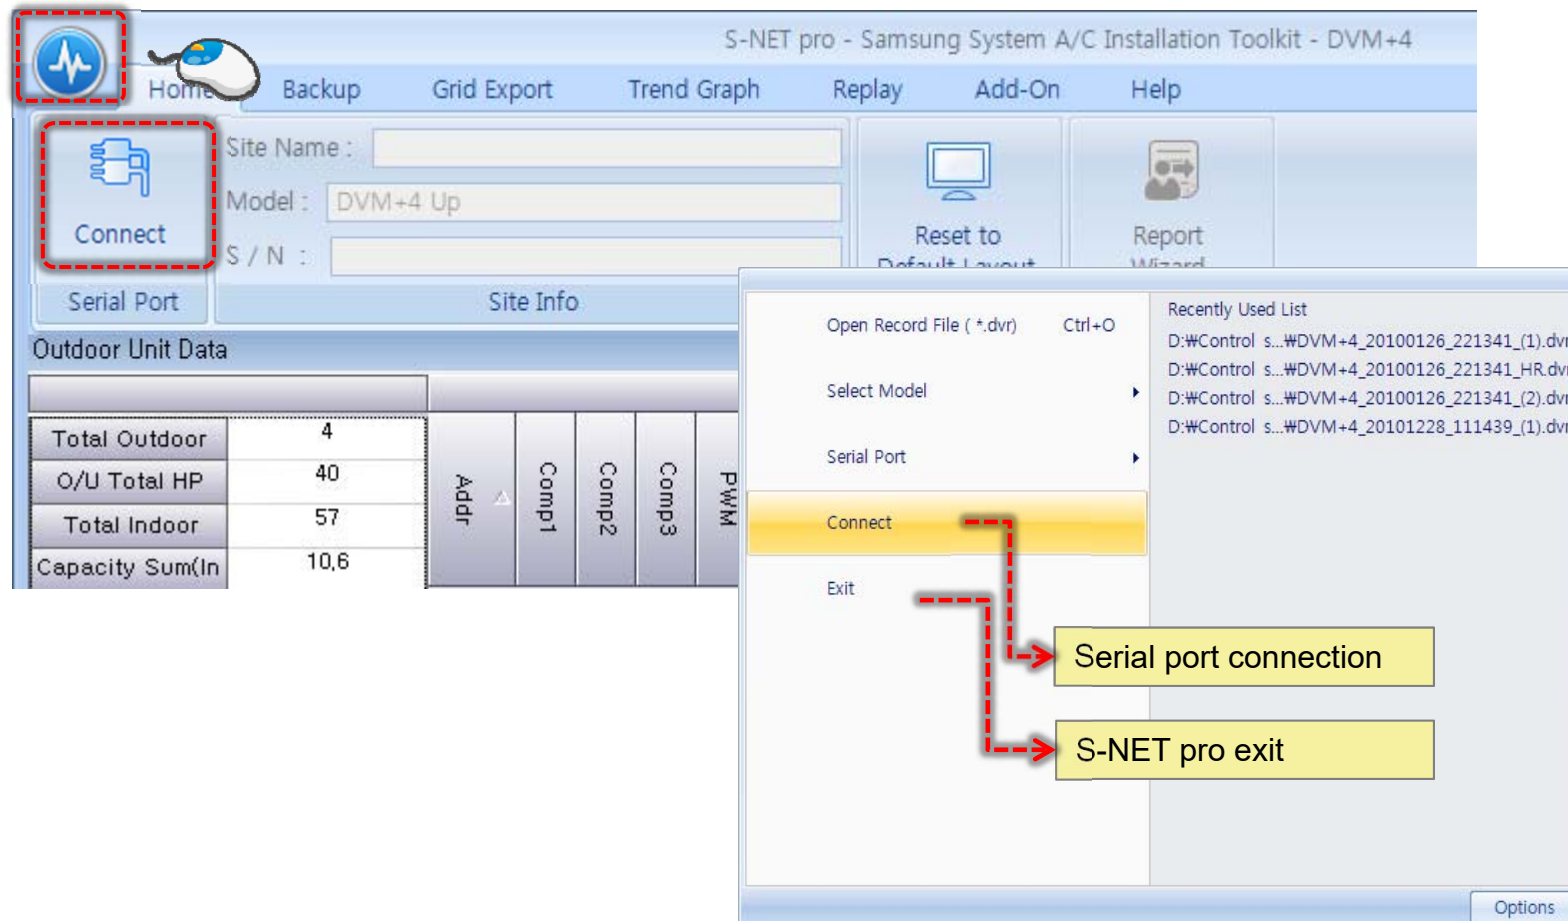 S-NET pro - Samsung System A/C Installation Toolkit - DVM+4
Home Backup Grid Export Trend Graph Replay Add-On Help
Connect
Serial Port
Site Name :
Model : DVM+4 Up
S / N :
Site Info
Reset to
Default Layout
Report
Wizard
Outdoor Unit Data
Total Outdoor 4
O/U Total HP 40
Total Indoor 57
Capacity Sum(In 10,6
Addr
Comp1
Comp2
Comp3
PWM
Open Record File ( *.dvr) Ctrl+O
Select Model
Serial Port
Connect
Exit
Recently Used List
D:₩Control s...₩DVM+4_20100126_221341_(1).dvr
D:₩Control s...₩DVM+4_20100126_221341_HR.dvr
D:₩Control s...₩DVM+4_20100126_221341_(2).dvr
D:₩Control s...₩DVM+4_20101228_111439_(1).dvr
Serial port connection
S-NET pro exit
Options